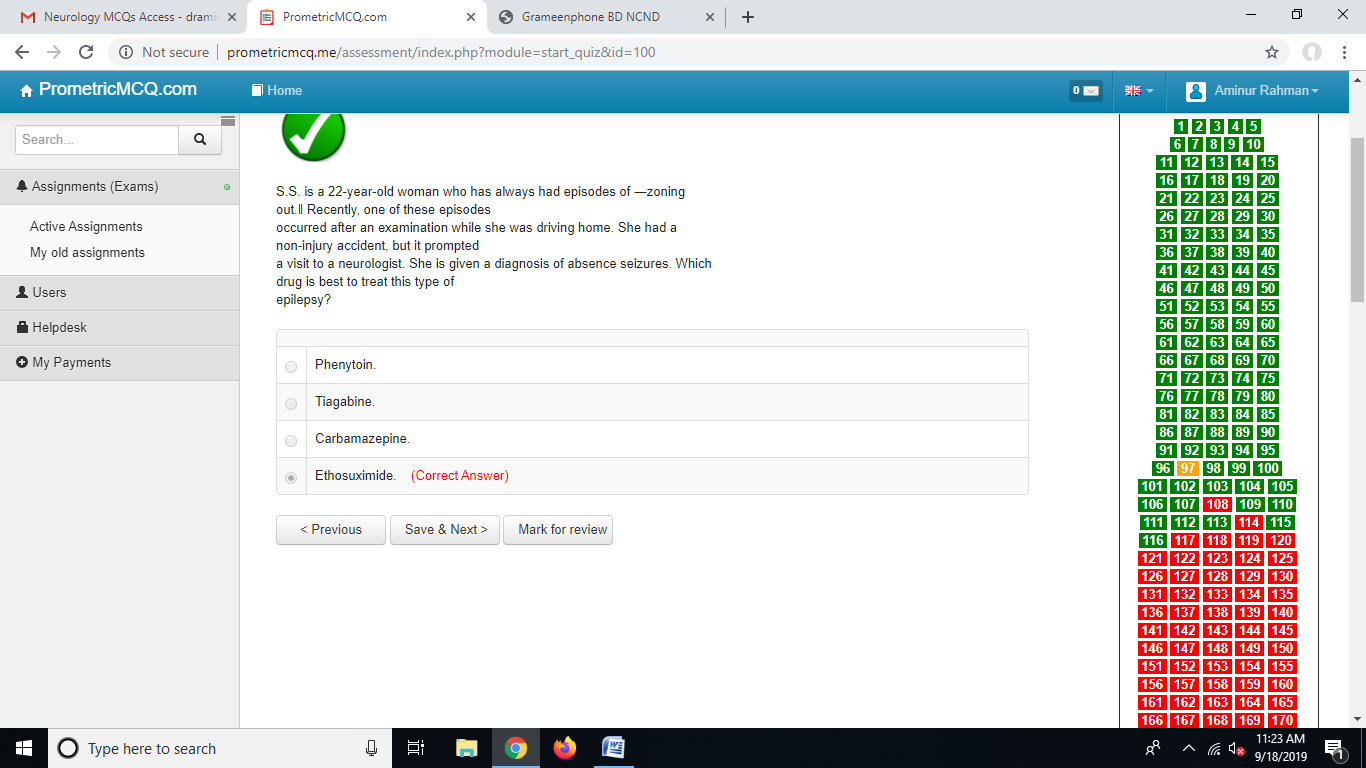 Neurology MCQs Access - drami
PrometricMCQ.com
Grameenphone BD NCND
Not secure
prometricmcq.me/assessment/index.php?module=start_quiz&id=100
PrometricMCQ.com
Home
0
Aminur Rahman
Search...
Assignments (Exams)
Active Assignments
My old assignments
Users
Helpdesk
My Payments
S.S. is a 22-year-old woman who has always had episodes of ―zoning
out.‖ Recently, one of these episodes
occurred after an examination while she was driving home. She had a
non-injury accident, but it prompted
a visit to a neurologist. She is given a diagnosis of absence seizures. Which
drug is best to treat this type of
epilepsy?
Phenytoin.
Tiagabine.
Carbamazepine.
Ethosuximide. (Correct Answer)
< Previous
Save & Next >
Mark for review
1 2 3 4 5
6 7 8 9 10
11 12 13 14 15
16 17 18 19 20
21 22 23 24 25
26 27 28 29 30
31 32 33 34 35
36 37 38 39 40
41 42 43 44 45
46 47 48 49 50
51 52 53 54 55
56 57 58 59 60
61 62 63 64 65
66 67 68 69 70
71 72 73 74 75
76 77 78 79 80
81 82 83 84 85
86 87 88 89 90
91 92 93 94 95
96 97 98 99 100
101 102 103 104 105
106 107 108 109 110
111 112 113 114 115
116 117 118 119 120
121 122 123 124 125
126 127 128 129 130
131 132 133 134 135
136 137 138 139 140
141 142 143 144 145
146 147 148 149 150
151 152 153 154 155
156 157 158 159 160
161 162 163 164 165
166 167 168 169 170
Type here to search
11:23 AM
9/18/2019
1